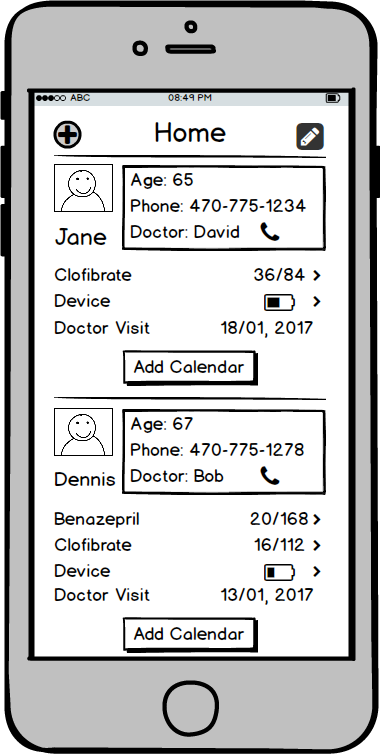 ABC 08:49 PM
Home
Age: 65
Phone: 470-775-1234
Doctor: David
Jane
Clofibrate 36/84 >
Device >
Doctor Visit 18/01, 2017
Add Calendar
Age: 67
Phone: 470-775-1278
Doctor: Bob
Dennis
Benazepril 20/168 >
Clofibrate 16/112 >
Device >
Doctor Visit 13/01, 2017
Add Calendar